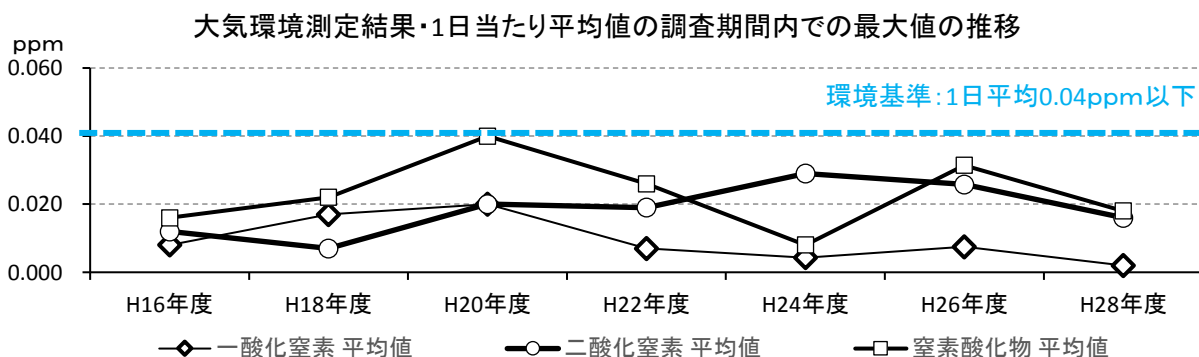 大気環境測定結果・1日当たり平均値の調査期間内での最大値の推移
ppm
0.060
環境基準：1日平均0.04ppm以下
0.040
0.020
0.000
H16年度 H18年度 H20年度 H22年度 H24年度 H26年度 H28年度
一酸化窒素 平均値 二酸化窒素 平均値 窒素酸化物 平均値